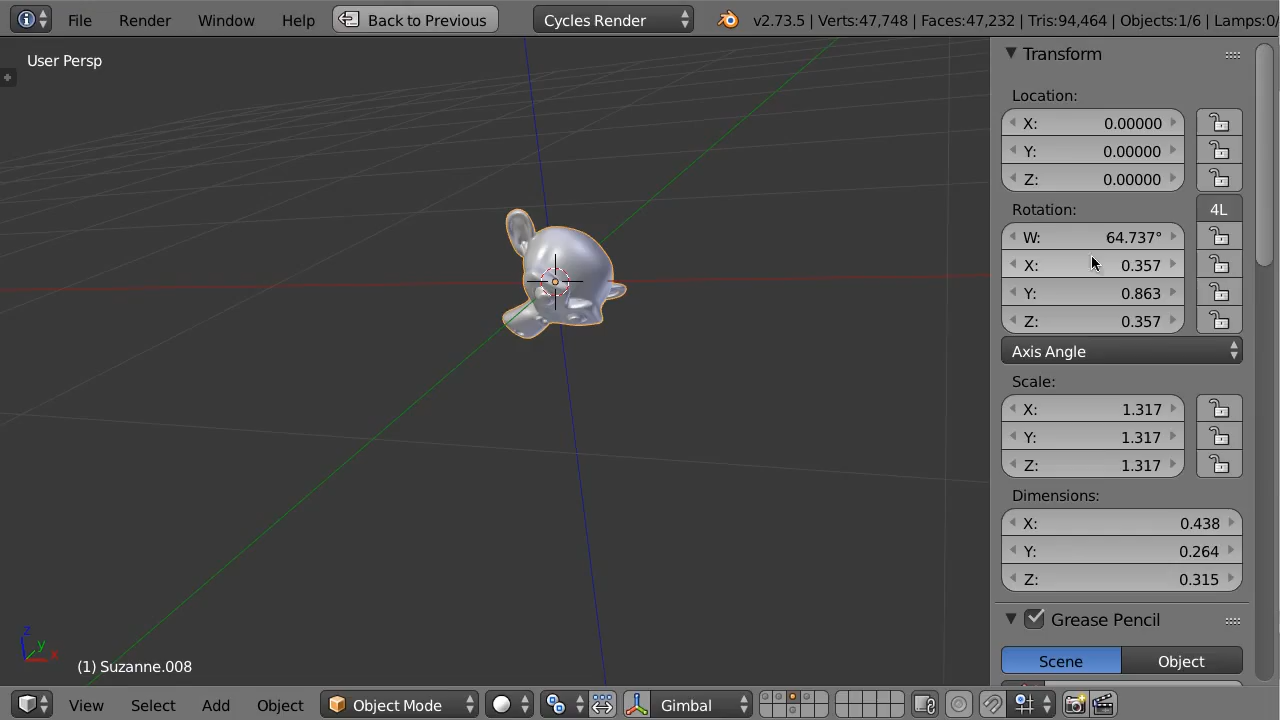 File Render Window Help Back to Previous Cycles Render v2.73.5 | Verts:47,748 | Faces:47,232 | Tris:94,464 | Objects:1/6 | Lamps:0/
User Persp
Transform
Location:
X: 0.00000
Y: 0.00000
Z: 0.00000
Rotation: 4L
W: 64.737°
X: 0.357
Y: 0.863
Z: 0.357
Axis Angle
Scale:
X: 1.317
Y: 1.317
Z: 1.317
Dimensions:
X: 0.438
Y: 0.264
Z: 0.315
Grease Pencil
Scene Object
z
y
x
(1) Suzanne.008
View Select Add Object Object Mode Gimbal